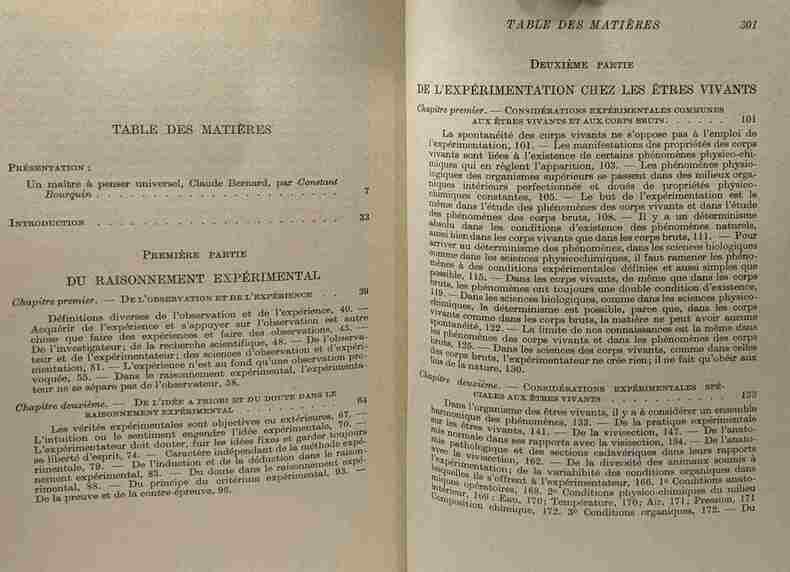 TABLE DES MATIÈRES
PRÉSENTATION :
Un maître à penser universel, Claude Bernard, par Constant
Bourquin . . . . . . . . . . . . . . . . . . . . . . 7
INTRODUCTION . . . . . . . . . . . . . . . . . . . . . 33
PREMIÈRE PARTIE
DU RAISONNEMENT EXPÉRIMENTAL
Chapitre premier. — DE L'OBSERVATION ET DE L'EXPÉRIENCE . . 39
Définitions diverses de l'observation et de l'expérience, 40. —
Acquérir de l'expérience et s'appuyer sur l'observation est autre
chose que faire des expériences et faire des observations, 45. —
De l'investigateur; de la recherche scientifique, 48. — De l'observa-
teur et de l'expérimentateur; des sciences d'observation et d'expéri-
mentation, 51. — L'expérience n'est au fond qu'une observation pro-
voquée, 55. — Dans le raisonnement expérimental, l'expérimenta-
teur ne se sépare pas de l'observateur, 58.
Chapitre deuxième. — DE L'IDÉE A PRIORI ET DU DOUTE DANS LE
RAISONNEMENT EXPÉRIMENTAL . . . . . . . . . . . 64
Les vérités expérimentales sont objectives ou extérieures, 67. —
L'intuition ou le sentiment engendre l'idée expérimentale, 70. —
L'expérimentateur doit douter, fuir les idées fixes et garder toujours
se liberté d'esprit, 74. — Caractère indépendant de la méthode expé-
rimentale, 79. — De l'induction et de la déduction dans le raison-
nement expérimental, 83. — Du doute dans le raisonnement expé-
rimental, 88. — Du principe du critérium expérimental, 93. —
De la preuve et de la contre-épreuve, 96.
TABLE DES MATIÈRES 301
DEUXIÈME PARTIE
DE L'EXPÉRIMENTATION CHEZ LES ÊTRES VIVANTS
Chapitre premier. — CONSIDÉRATIONS EXPÉRIMENTALES COMMUNES
AUX ÊTRES VIVANTS ET AUX CORPS BRUTS. . . . . . 101
La spontanéité des corps vivants ne s'oppose pas à l'emploi de
l'expérimentation, 101. — Les manifestations des propriétés des corps
vivants sont liées à l'existence de certains phénomènes physico-chi-
miques qui en règlent l'apparition, 103. — Les phénomènes physio-
logiques des organismes supérieurs se passent dans des milieux orga-
niques intérieurs perfectionnés et doués de propriétés physico-
chimiques constantes, 105. — Le but de l'expérimentation est le
même dans l'étude des phénomènes des corps vivants et dans l'étude
des phénomènes des corps bruts, 108. — Il y a un déterminisme
absolu dans les conditions d'existence des phénomènes naturels,
aussi bien dans les corps vivants que dans les corps bruts, 111. — Pour
arriver au déterminisme des phénomènes, dans les sciences biologiques
comme dans les sciences physicochimiques, il faut ramener les phéno-
mènes à des conditions expérimentales définies et aussi simples que
possible, 115. — Dans les corps vivants, de même que dans les corps
bruts, les phénomènes ont toujours une double condition d'existence,
119. — Dans les sciences biologiques, comme dans les sciences physico-
chimiques, le déterminisme est possible, parce que, dans les corps
vivants comme dans les corps bruts, la matière ne peut avoir aucune
spontanéité, 122. — La limite de nos connaissances est la même dans
les phénomènes des corps vivants et dans les phénomènes des corps
bruts, 125. — Dans les sciences des corps vivants, comme dans celles
des corps bruts, l'expérimentateur ne crée rien; il ne fait qu'obéir aux
lois de la nature, 130.
Chapitre deuxième. — CONSIDÉRATIONS EXPÉRIMENTALES SPÉ-
CIALES AUX ÊTRES VIVANTS . . . . . . . . . . . 133
Dans l'organisme des êtres vivants, il y a à considérer un ensemble
harmonique des phénomènes, 133. — De la pratique expérimentale
sur les êtres vivants, 141. — De la vivisection, 147. — De l'anato-
mie normale dans ses rapports avec la visisection, 154. — De l'anato-
mie pathologique et des sections cadavériques dans leurs rapports
avec la vivisection, 162. — De la diversité des animaux soumis à
l'expérimentation; de la variabilité des conditions organiques dans
lesquelles ils s'offrent à l'expérimentateur, 166. 1º Conditions anato-
miques opératoires, 168. 2º Conditions physico-chimiques du milieu
intérieur, 169 : Eau, 170; Température, 170; Air, 171; Pression, 171
Composition chimique, 172. 3º Conditions organiques, 172. — Du